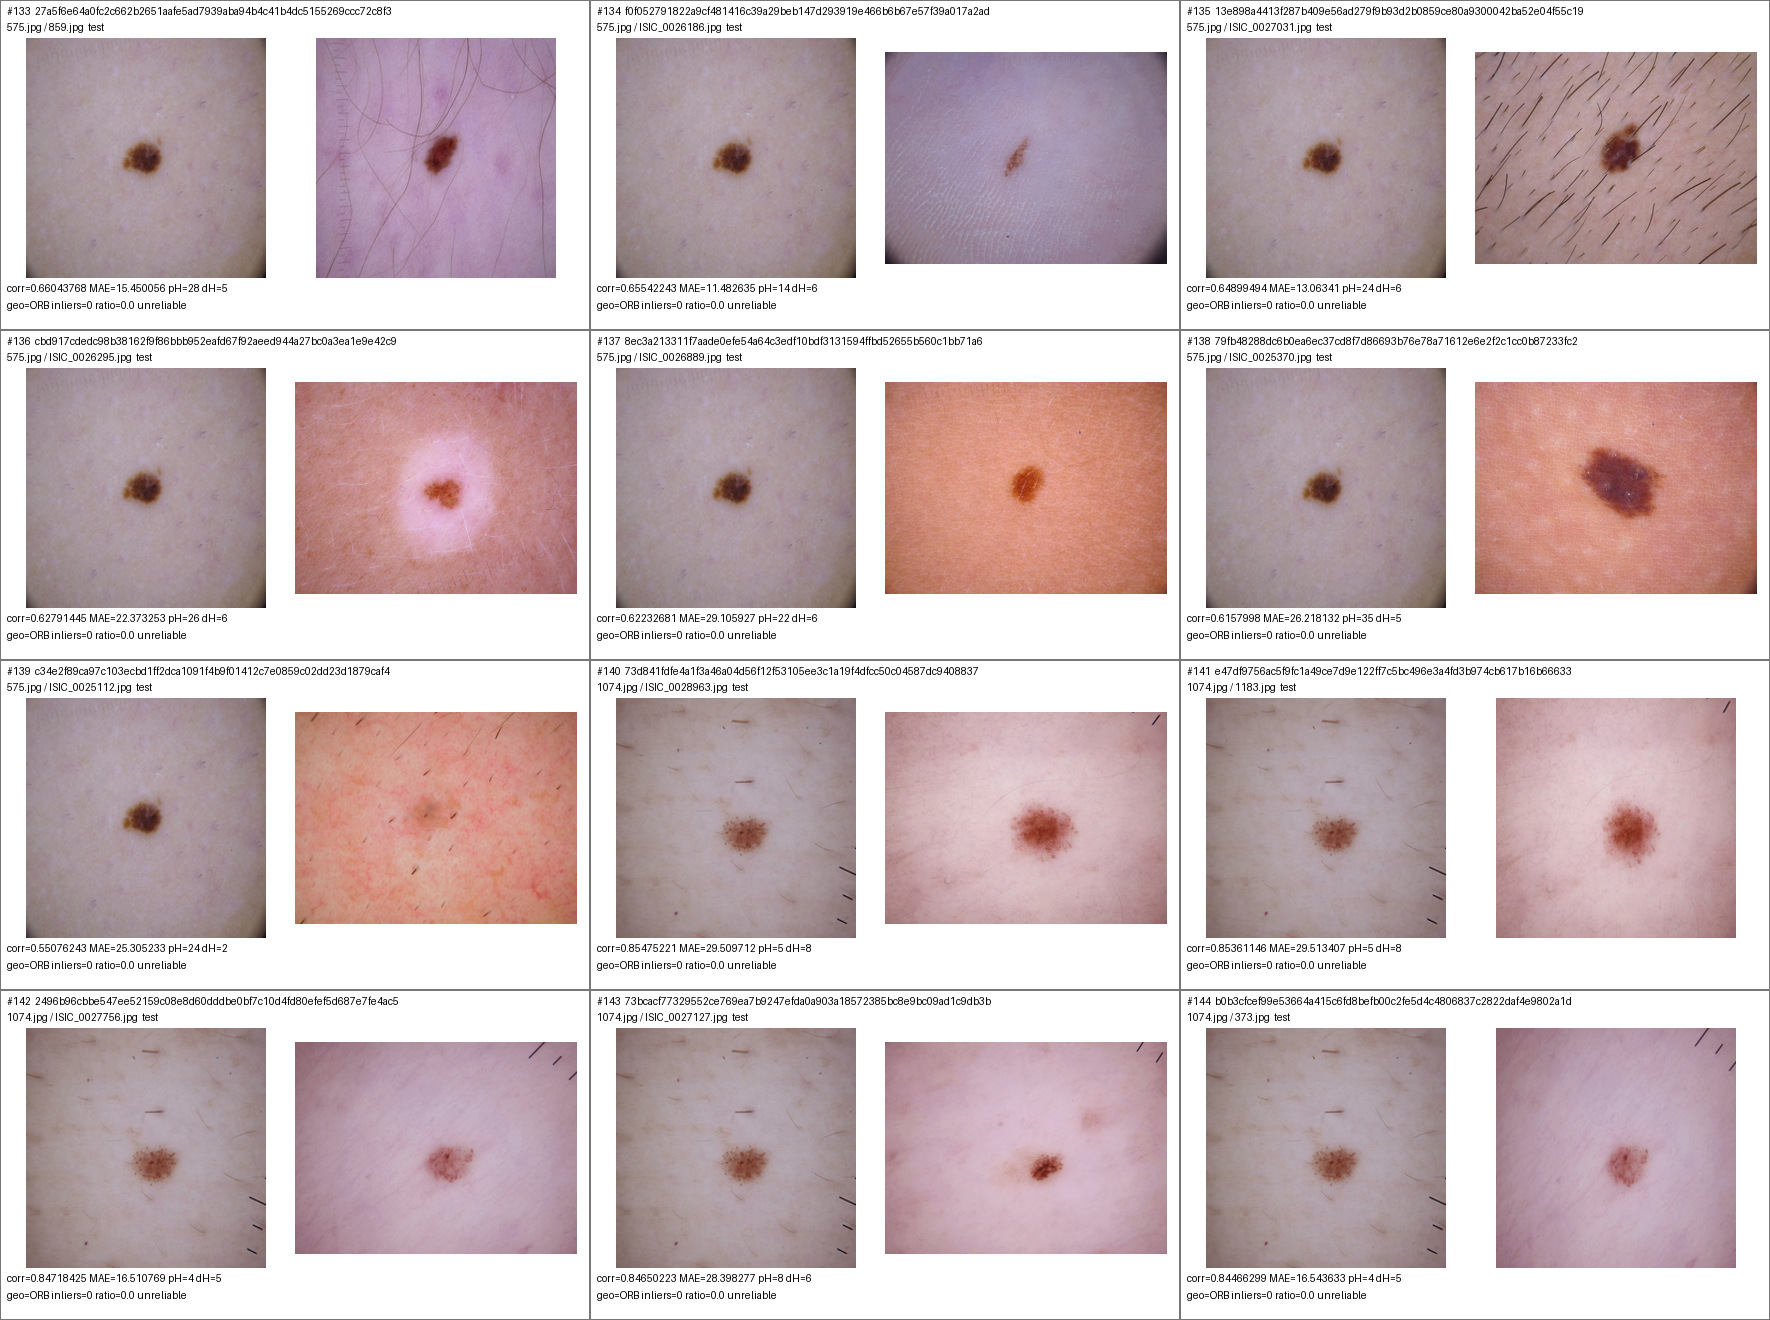 #133 27a5f6e64a0fc2c662b2651aafe5ad7939aba94b4c41b4dc5155269ccc72c8f3
575.jpg / 859.jpg test
corr=0.66043768 MAE=15.450056 pH=28 dH=5
geo=ORB inliers=0 ratio=0.0 unreliable
#134 f0f052791822a9cf481416c39a29beb147d293919e466b6b67e57f39a017a2ad
575.jpg / ISIC_0026186.jpg test
corr=0.65542243 MAE=11.482635 pH=14 dH=6
geo=ORB inliers=0 ratio=0.0 unreliable
#135 13e898a4413f287b409e56ad279f9b93d2b0859ce80a9300042ba52e04f55c19
575.jpg / ISIC_0027031.jpg test
corr=0.64899494 MAE=13.06341 pH=24 dH=6
geo=ORB inliers=0 ratio=0.0 unreliable
#136 cbd917cdedc98b38162f9f86bbb952eafd67f92aeed944a27bc0a3ea1e9e42c9
575.jpg / ISIC_0026295.jpg test
corr=0.62791445 MAE=22.373253 pH=26 dH=6
geo=ORB inliers=0 ratio=0.0 unreliable
#137 8ec3a213311f7aade0efe54a64c3edf10bdf3131594ffbd52655b560c1bb71a6
575.jpg / ISIC_0026889.jpg test
corr=0.62232681 MAE=29.105927 pH=22 dH=6
geo=ORB inliers=0 ratio=0.0 unreliable
#138 79fb48288dc6b0ea6ec37cd8f7d86693b76e78a71612e6e2f2c1cc0b87233fc2
575.jpg / ISIC_0025370.jpg test
corr=0.6157998 MAE=26.218132 pH=35 dH=5
geo=ORB inliers=0 ratio=0.0 unreliable
#139 c34e2f89ca97c103ecbd1ff2dca1091f4b9f01412c7e0859c02dd23d1879caf4
575.jpg / ISIC_0025112.jpg test
corr=0.55076243 MAE=25.305233 pH=24 dH=2
geo=ORB inliers=0 ratio=0.0 unreliable
#140 73d841fdfe4a1f3a46a04d56f12f53105ee3c1a19f4dfcc50c04587dc9408837
1074.jpg / ISIC_0028963.jpg test
corr=0.85475221 MAE=29.509712 pH=5 dH=8
geo=ORB inliers=0 ratio=0.0 unreliable
#141 e47df9756ac5f9fc1a49ce7d9e122ff7c5bc496e3a4fd3b974cb617b16b66633
1074.jpg / 1183.jpg test
corr=0.85361146 MAE=29.513407 pH=5 dH=8
geo=ORB inliers=0 ratio=0.0 unreliable
#142 2496b96cbbe547ee52159c08e8d60dddbe0bf7c10d4fd80efef5d687e7fe4ac5
1074.jpg / ISIC_0027756.jpg test
corr=0.84718425 MAE=16.510769 pH=4 dH=5
geo=ORB inliers=0 ratio=0.0 unreliable
#143 73bcacf77329552ce769ea7b9247efda0a903a18572385bc8e9bc09ad1c9db3b
1074.jpg / ISIC_0027127.jpg test
corr=0.84650223 MAE=28.398277 pH=8 dH=6
geo=ORB inliers=0 ratio=0.0 unreliable
#144 b0b3cfcef99e53664a415c6fd8befb00c2fe5d4c4806837c2822daf4e9802a1d
1074.jpg / 373.jpg test
corr=0.84466299 MAE=16.543633 pH=4 dH=5
geo=ORB inliers=0 ratio=0.0 unreliable